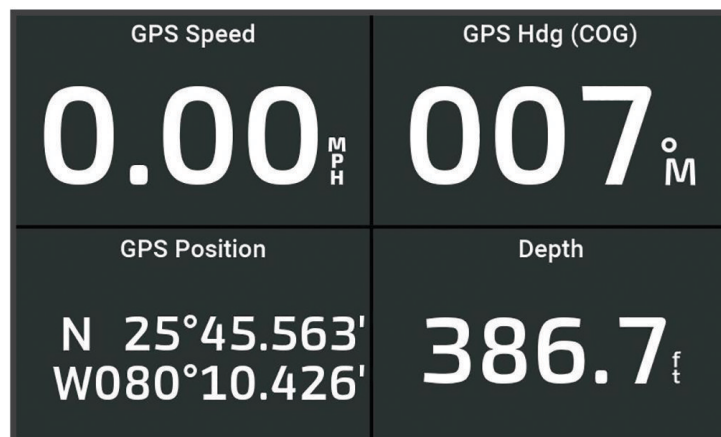 GPS Speed
0.00 MPH
GPS Hdg (COG)
007 °M
GPS Position
N 25°45.563'
W080°10.426'
Depth
386.7 ft